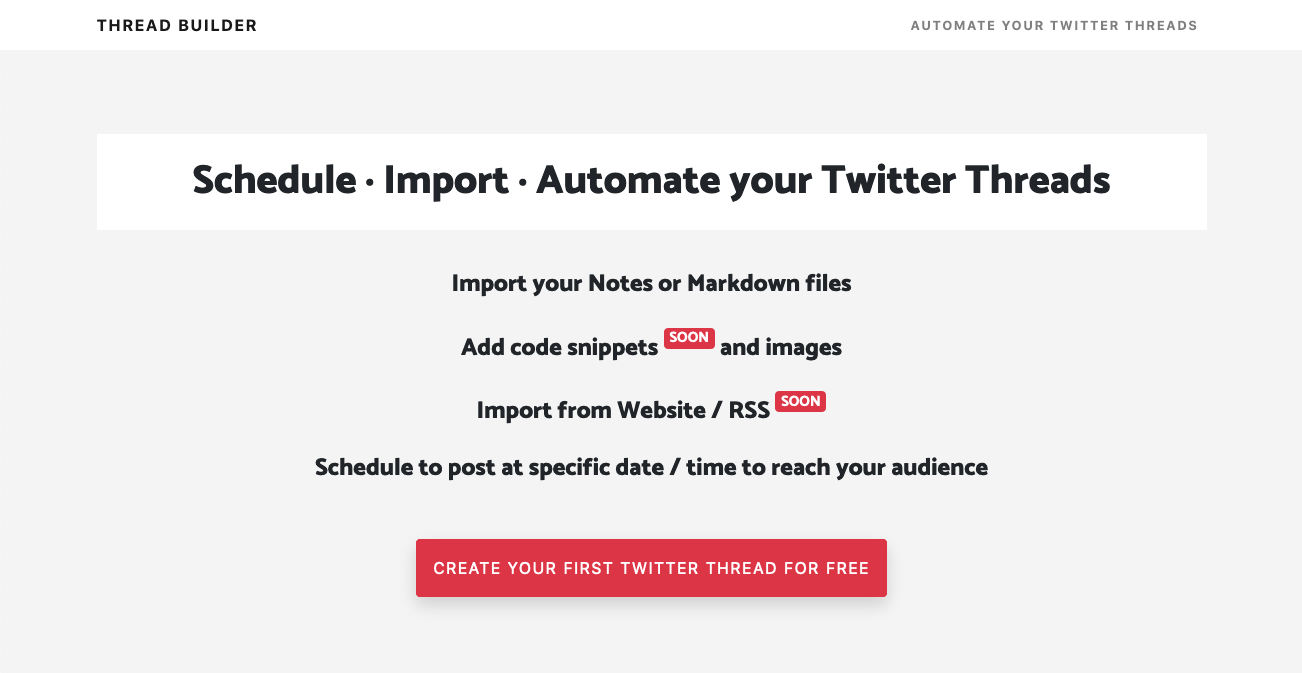 THREAD BUILDER
AUTOMATE YOUR TWITTER THREADS
Schedule · Import · Automate your Twitter Threads
Import your Notes or Markdown files
Add code snippets SOON and images
Import from Website / RSS SOON
Schedule to post at specific date / time to reach your audience
CREATE YOUR FIRST TWITTER THREAD FOR FREE